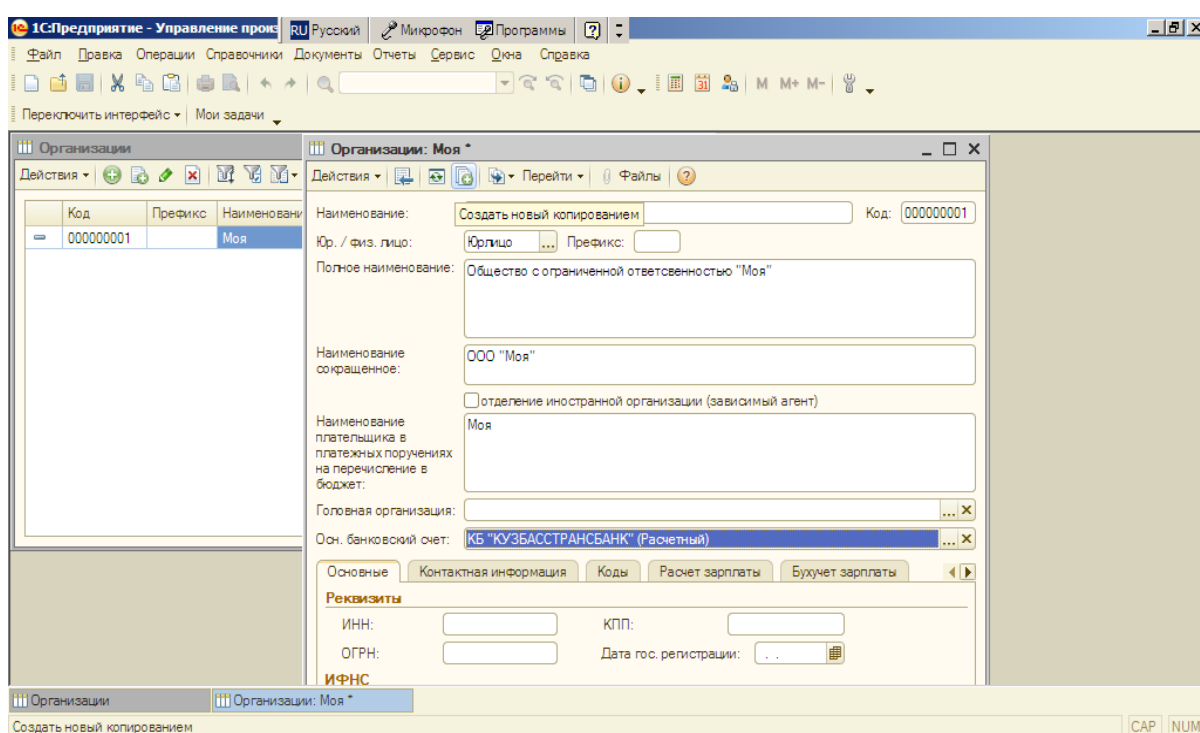 1С:Предприятие - Управление произ RU Русский Микрофон Программы
Файл Правка Операции Справочники Документы Отчеты Сервис Окна Справка
M M+ M-
Переключить интерфейс Мои задачи
Организации
Организации: Моя *
Действия
Действия Перейти Файлы
Код Префикс Наименовани
000000001 Моя
Наименование: Создать новый копированием Код: 000000001
Юр. / физ. лицо: Юрлицо ... Префикс:
Полное наименование: Общество с ограниченной ответсвенностью "Моя"
Наименование
сокращенное:
ООО "Моя"
отделение иностранной организации (зависимый агент)
Наименование
плательщика в
платежных поручениях
на перечисление в
бюджет:
Моя
Головная организация: ...
Осн. банковский счет: КБ "КУЗБАССТРАНСБАНК" (Расчетный) ...
Основные Контактная информация Коды Расчет зарплаты Бухучет зарплаты
Реквизиты
ИНН: КПП:
ОГРН: Дата гос. регистрации: . .
ИФНС
Организации Организации: Моя *
Создать новый копированием CAP NUM